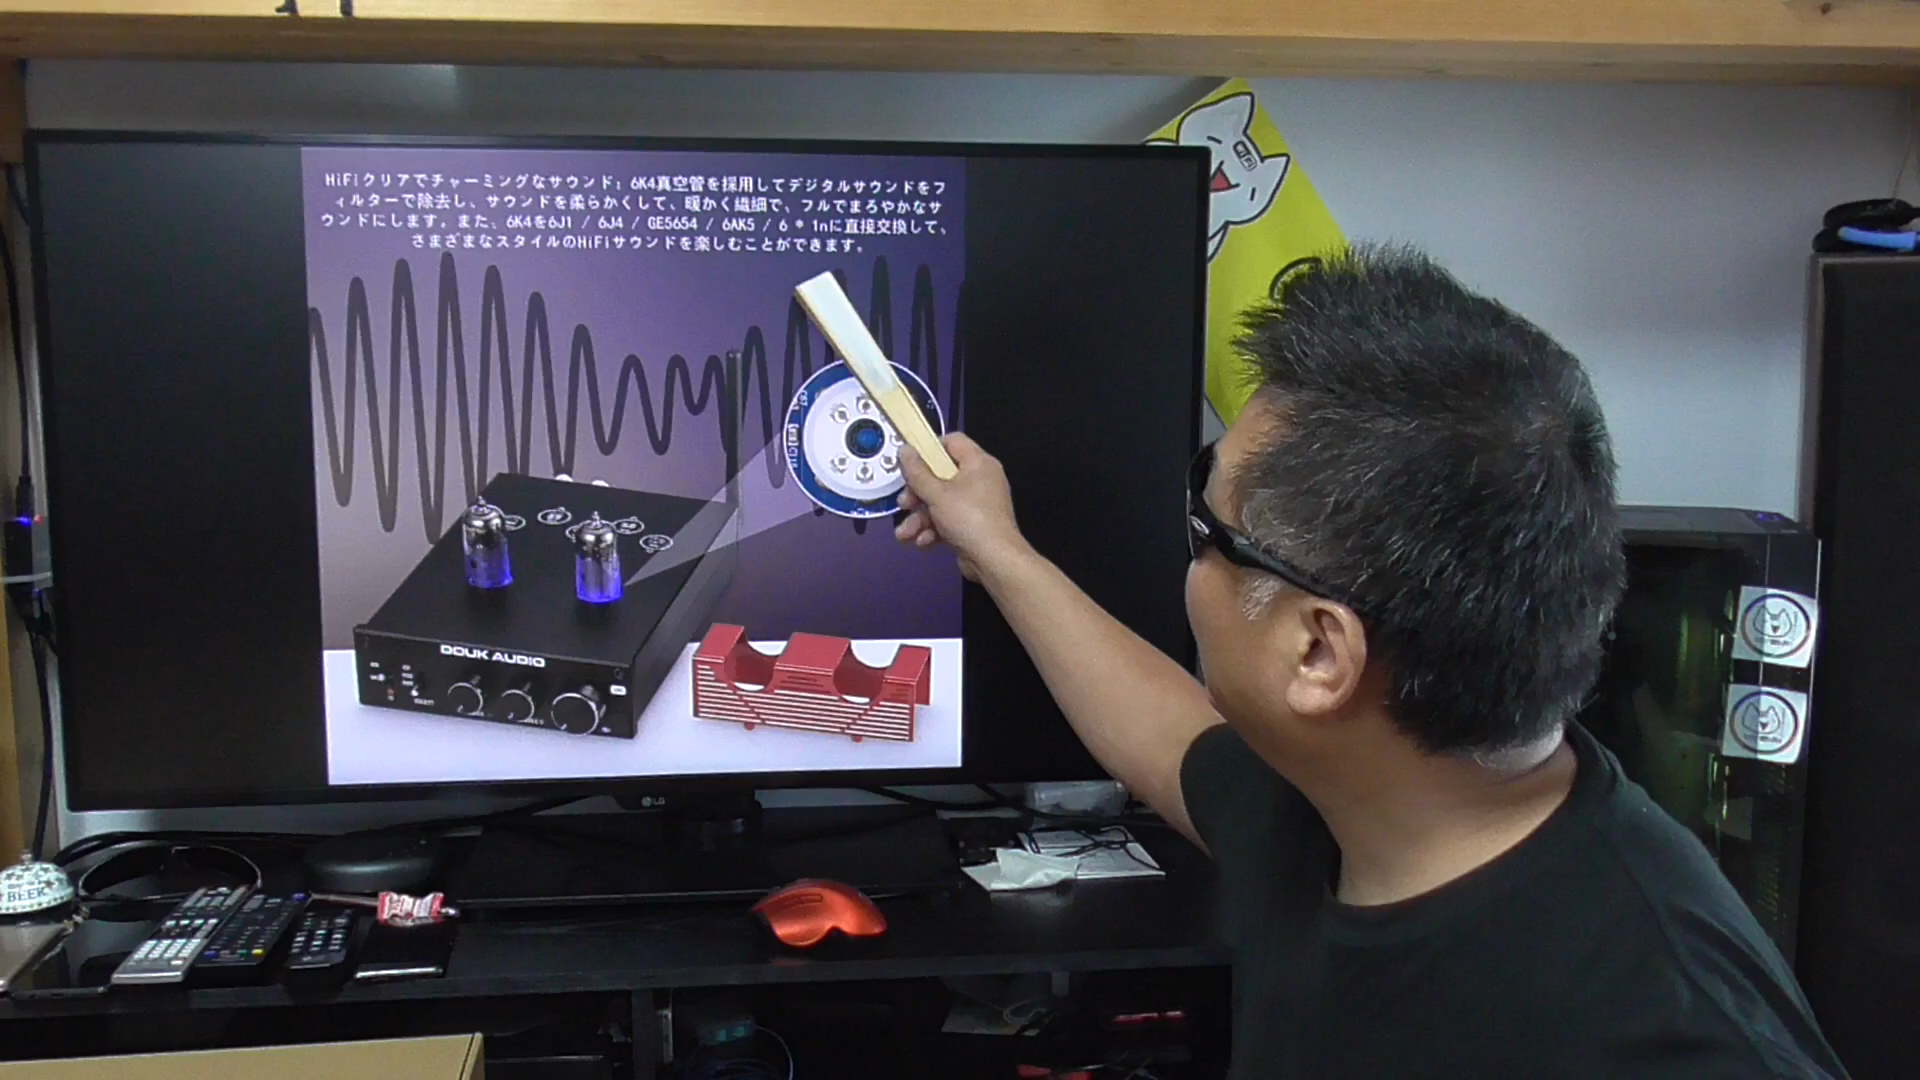 HiFiクリアでチャーミングなサウンド; 6K4真空管を採用してデジタルサウンドをフ
ィルターで除去し、サウンドを柔らかくして、暖かく繊細で、フルでまろやかなサ
ウンドにします。また、6K4を6J1 / 6J4 / GE5654 / 6AK5 / 6 * 1nに直接交換して、
さまざまなスタイルのHiFiサウンドを楽しむことができます。
DOUK AUDIO
LG
BEER